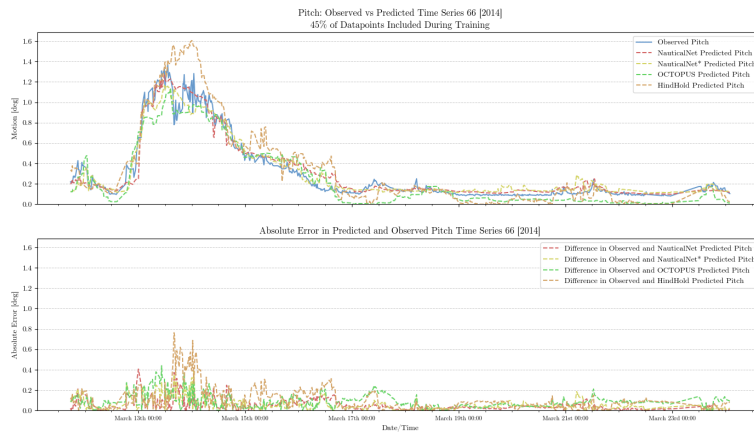 Pitch: Observed vs Predicted Time Series 66 [2014]
45% of Datapoints Included During Training
Motion [deg]
1.6
1.4
1.2
1.0
0.8
0.6
0.4
0.2
0.0
Observed Pitch
NauticalNet Predicted Pitch
NauticalNet* Predicted Pitch
OCTOPUS Predicted Pitch
HindHold Predicted Pitch
Absolute Error in Predicted and Observed Pitch Time Series 66 [2014]
Absolute Error [deg]
1.6
1.4
1.2
1.0
0.8
0.6
0.4
0.2
0.0
Difference in Observed and NauticalNet Predicted Pitch
Difference in Observed and NauticalNet* Predicted Pitch
Difference in Observed and OCTOPUS Predicted Pitch
Difference in Observed and HindHold Predicted Pitch
March 13th 00:00
March 15th 00:00
March 17th 00:00
March 19th 00:00
March 21st 00:00
March 23rd 00:00
Date/Time